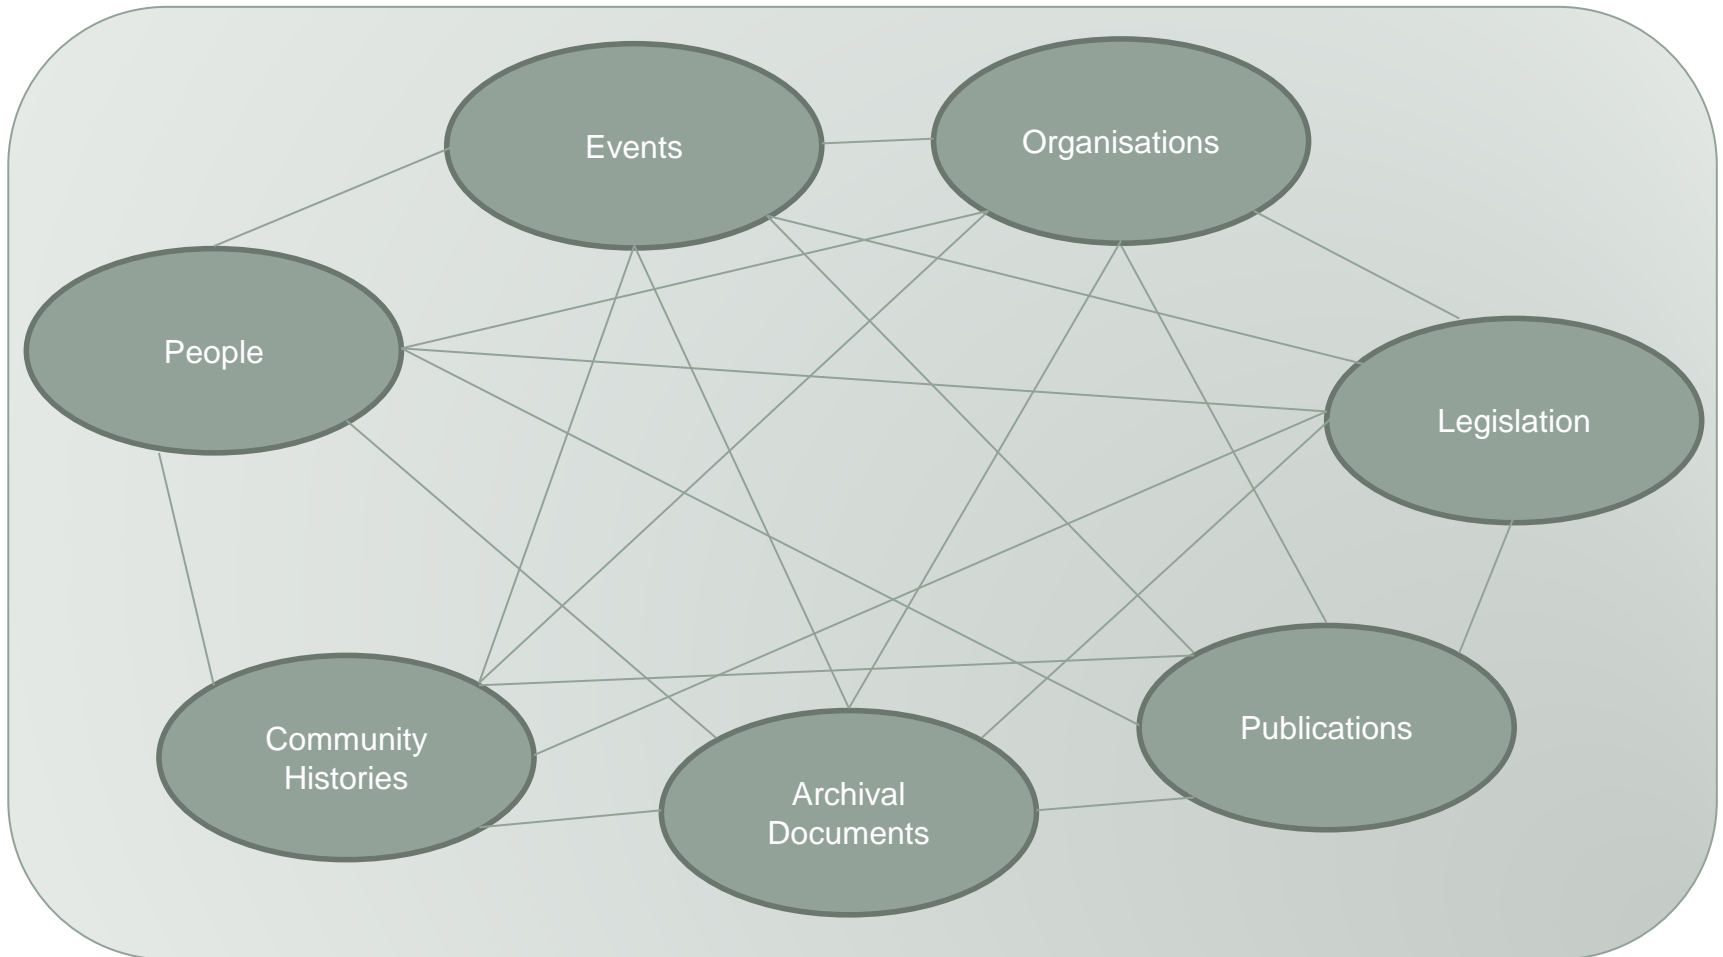 Events
Organisations
People
Legislation
Community
Histories
Archival
Documents
Publications